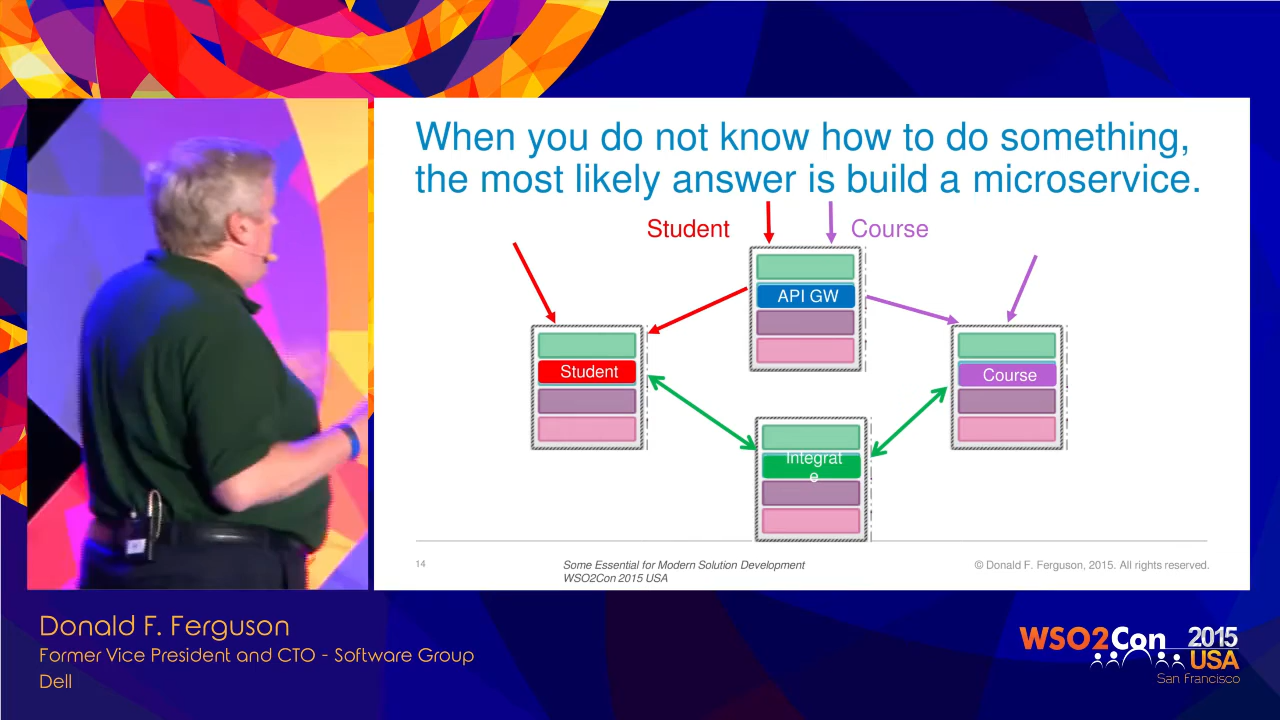 When you do not know how to do something,
the most likely answer is build a microservice.
Student
Course
API GW
Student
Course
Integrat
e
14
Some Essential for Modern Solution Development
WSO2Con 2015 USA
© Donald F. Ferguson, 2015. All rights reserved.
Donald F. Ferguson
Former Vice President and CTO - Software Group
Dell
WSO2Con 2015
USA
San Francisco